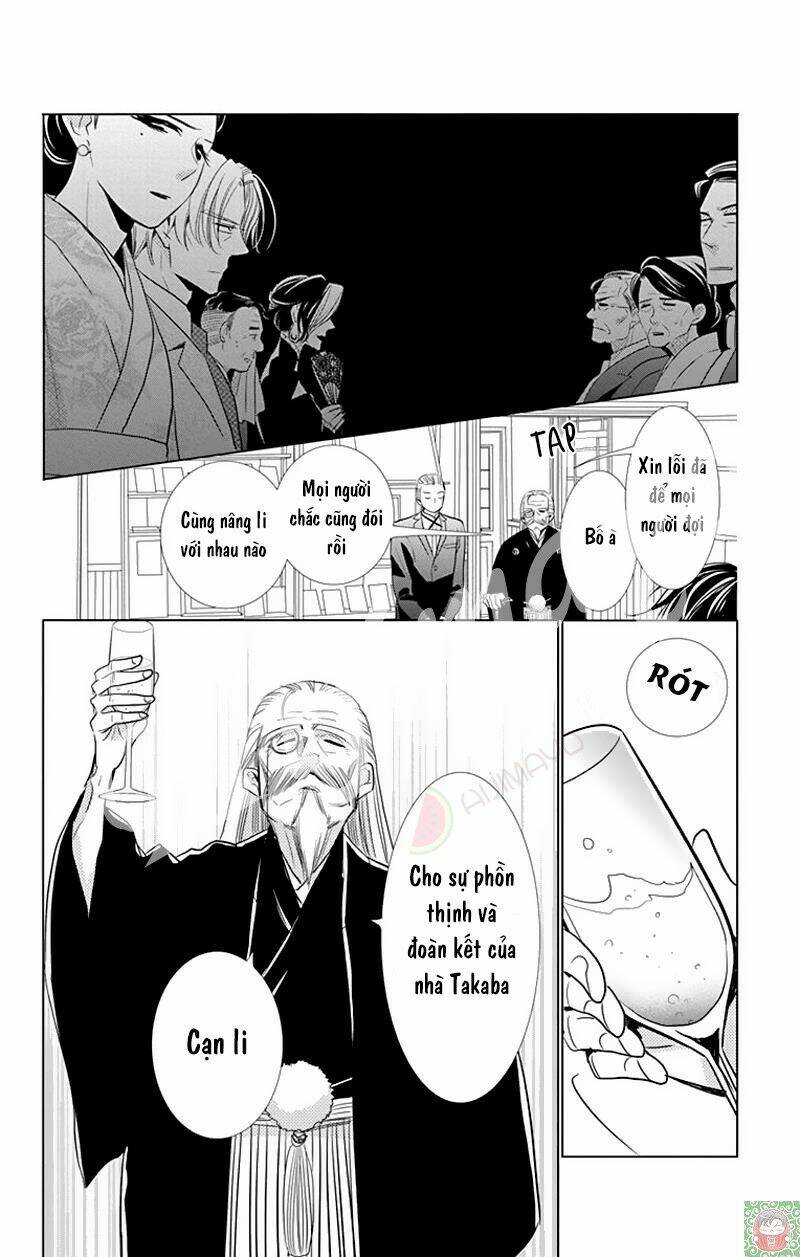 TAP
Xin lỗi đã
để mọi
người đợi
Bố à
Mọi người
chắc cũng đói
rồi
Cùng nâng li
với nhau nào
RÓT
AIJIMAYU
Cho sự phồn
thịnh và
đoàn kết của
nhà Takaba
Cạn li